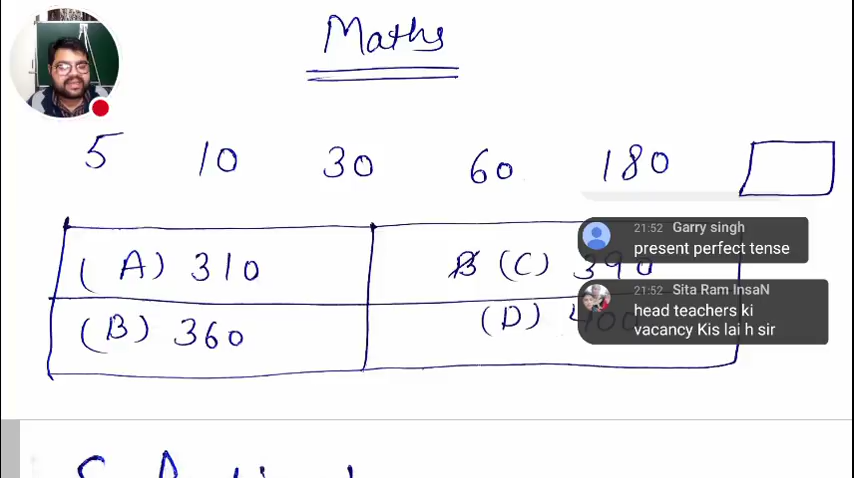 Maths
5 10 30 60 180
(A) 310 (C) 390
(B) 360 (D) 400
21:52 Garry singh
present perfect tense
21:52 Sita Ram InsaN
head teachers ki
vacancy Kis lai h sir